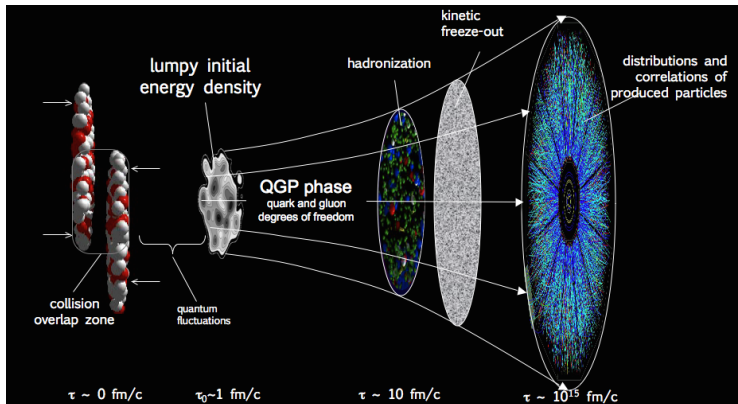 kinetic
freeze-out
lumpy initial
energy density
hadronization
distributions and
correlations of
produced particles
QGP phase
quark and gluon
degrees of freedom
collision
overlap zone
quantum
fluctuations
τ ~ 0 fm/c
τ₀~1 fm/c
τ ~ 10 fm/c
τ ~ 10¹⁵ fm/c